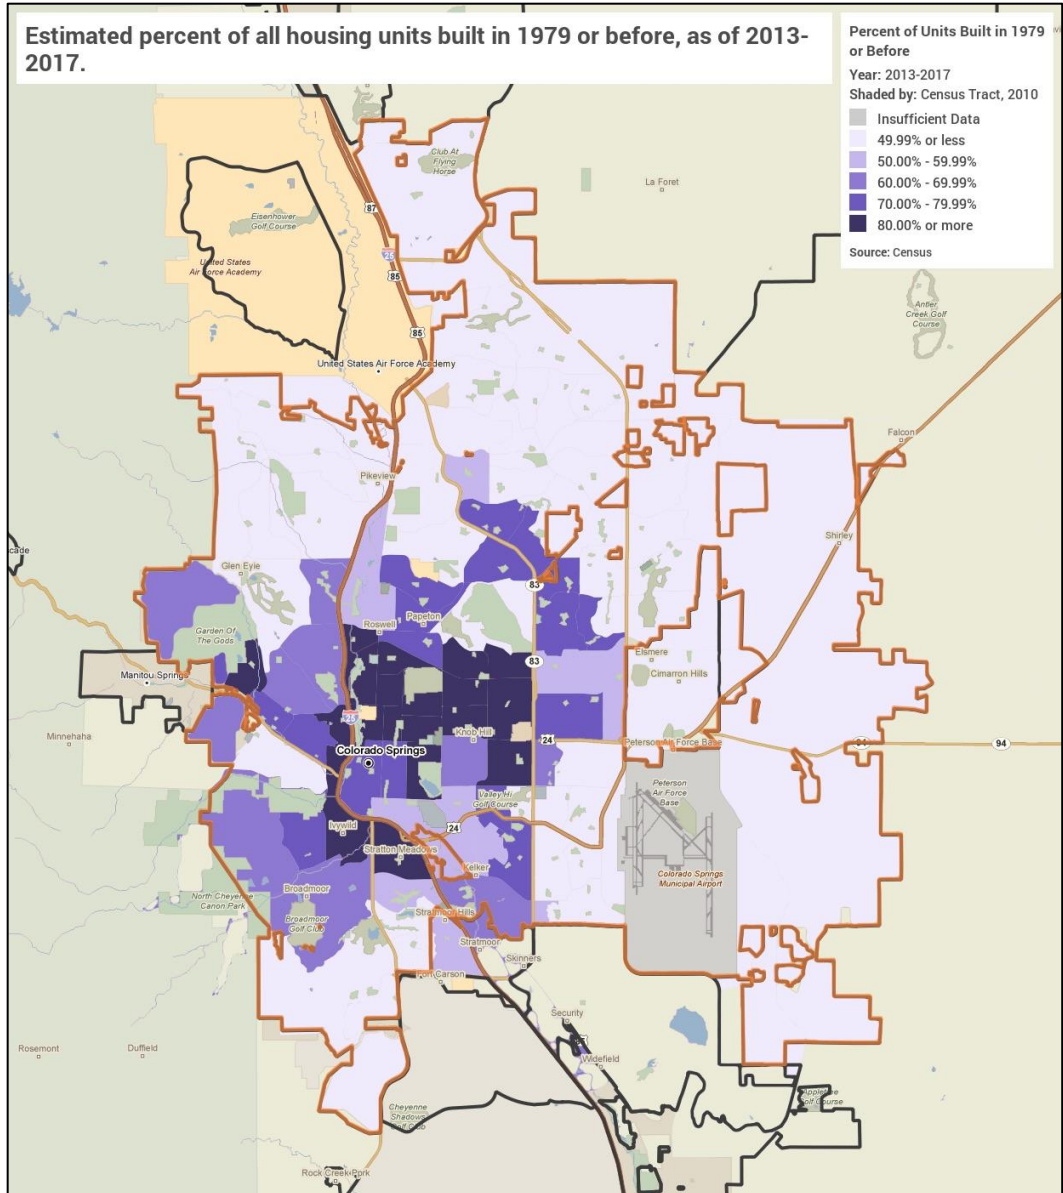 Estimated percent of all housing units built in 1979 or before, as of 2013-
2017.
Percent of Units Built in 1979
or Before
Year: 2013-2017
Shaded by: Census Tract, 2010
Insufficient Data
49.99% or less
50.00% - 59.99%
60.00% - 69.99%
70.00% - 79.99%
80.00% or more
Source: Census
Club At
Flying
Horse
La Foret
87
Eisenhower
Golf Course
United States
Air Force Academy
25
85
Antler
Creek Golf
Course
85
United States Air Force Academy
Falcon
Pikeview
Shirley
cade
Glen Eyie
83
Garden Of
The Gods
Roswell
Papeton
Elsmere
83
Cimarron Hills
Manitou Springs
Minnehaha
25
Knob Hill
Colorado Springs
24
Peterson Air Force Base
94
Peterson
Air Force
Base
Valley Hi
Golf Course
Ivywild
24
Stratton Meadows
Kelker
Colorado Springs
Municipal Airport
North Cheyenne
Canon Park
Broadmoor
Broadmoor
Golf Club
Stratmoor Hills
Stratmoor
Skinners
Fort Carson
Security
Rosemont
Duffield
Widefield
Cheyenne
Shadows
Golf Club
Golf Course
Rock Creek Park